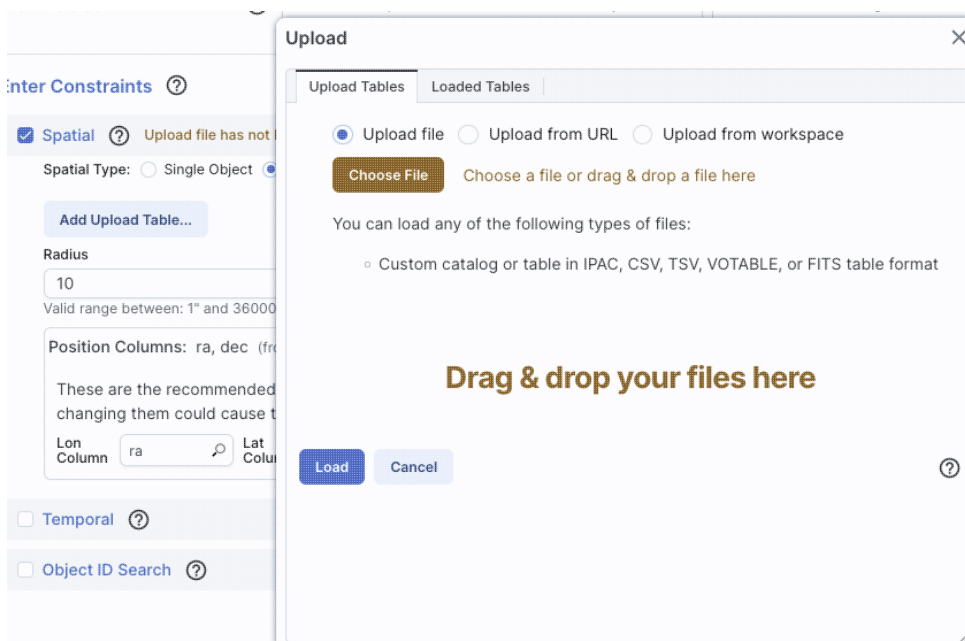 Upload
Upload Tables
Loaded Tables
Enter Constraints
Upload file
Upload from URL
Upload from workspace
Spatial
Upload file has not
Spatial Type:
Single Object
Choose File
Choose a file or drag & drop a file here
Add Upload Table...
You can load any of the following types of files:
Custom catalog or table in IPAC, CSV, TSV, VOTABLE, or FITS table format
Radius
10
Valid range between: 1" and 36000
Position Columns: ra, dec
These are the recommended
changing them could cause
Drag & drop your files here
Lon
Column
ra
Lat
Load
Cancel
Temporal
Object ID Search